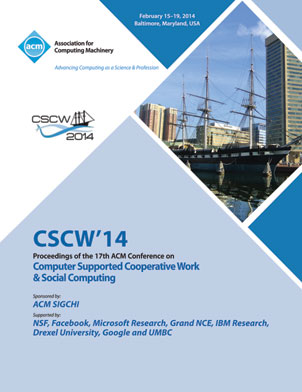 February 15–19, 2014
Baltimore, Maryland, USA
acm
Association for
Computing Machinery
Advancing Computing as a Science & Profession
CSCW
2014
CSCW'14
Proceedings of the 17th ACM Conference on
Computer Supported Cooperative Work
& Social Computing
Sponsored by:
ACM SIGCHI
Supported by:
NSF, Facebook, Microsoft Research, Grand NCE, IBM Research,
Drexel University, Google and UMBC